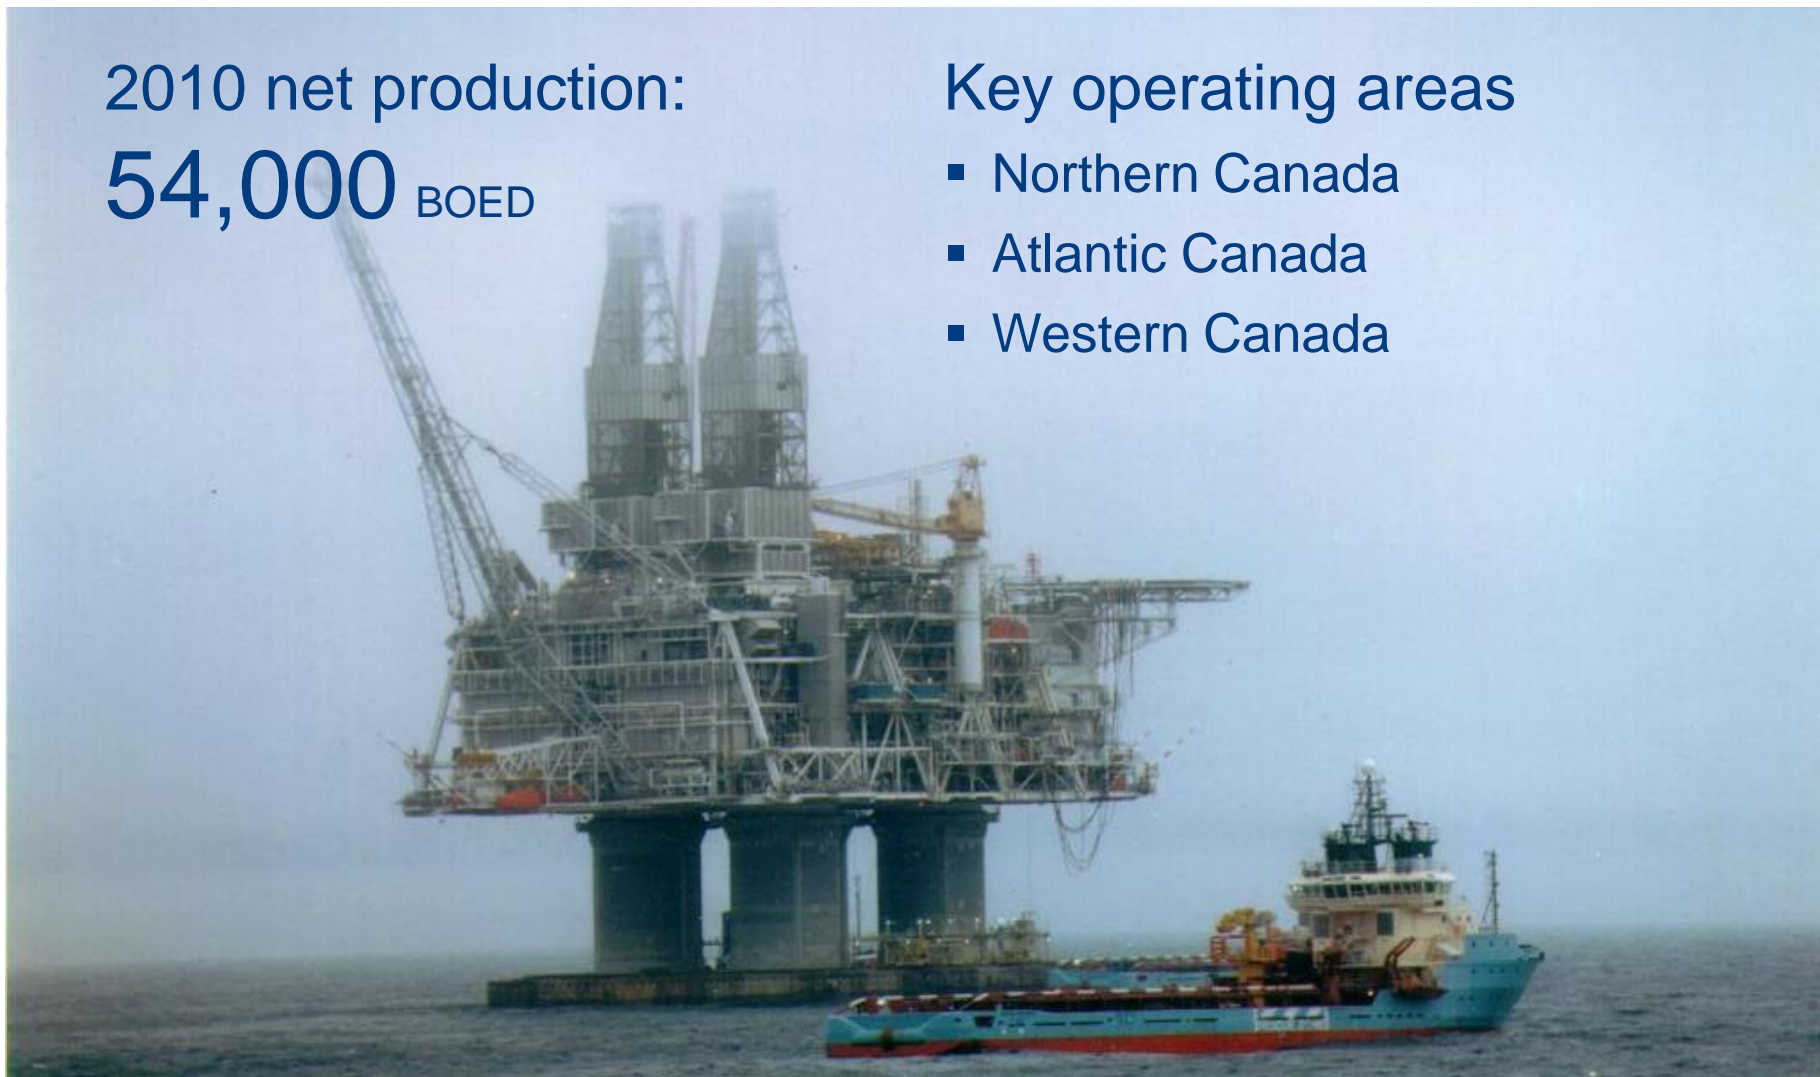 2010 net production:
54,000 BOED
Key operating areas
▪ Northern Canada
▪ Atlantic Canada
▪ Western Canada